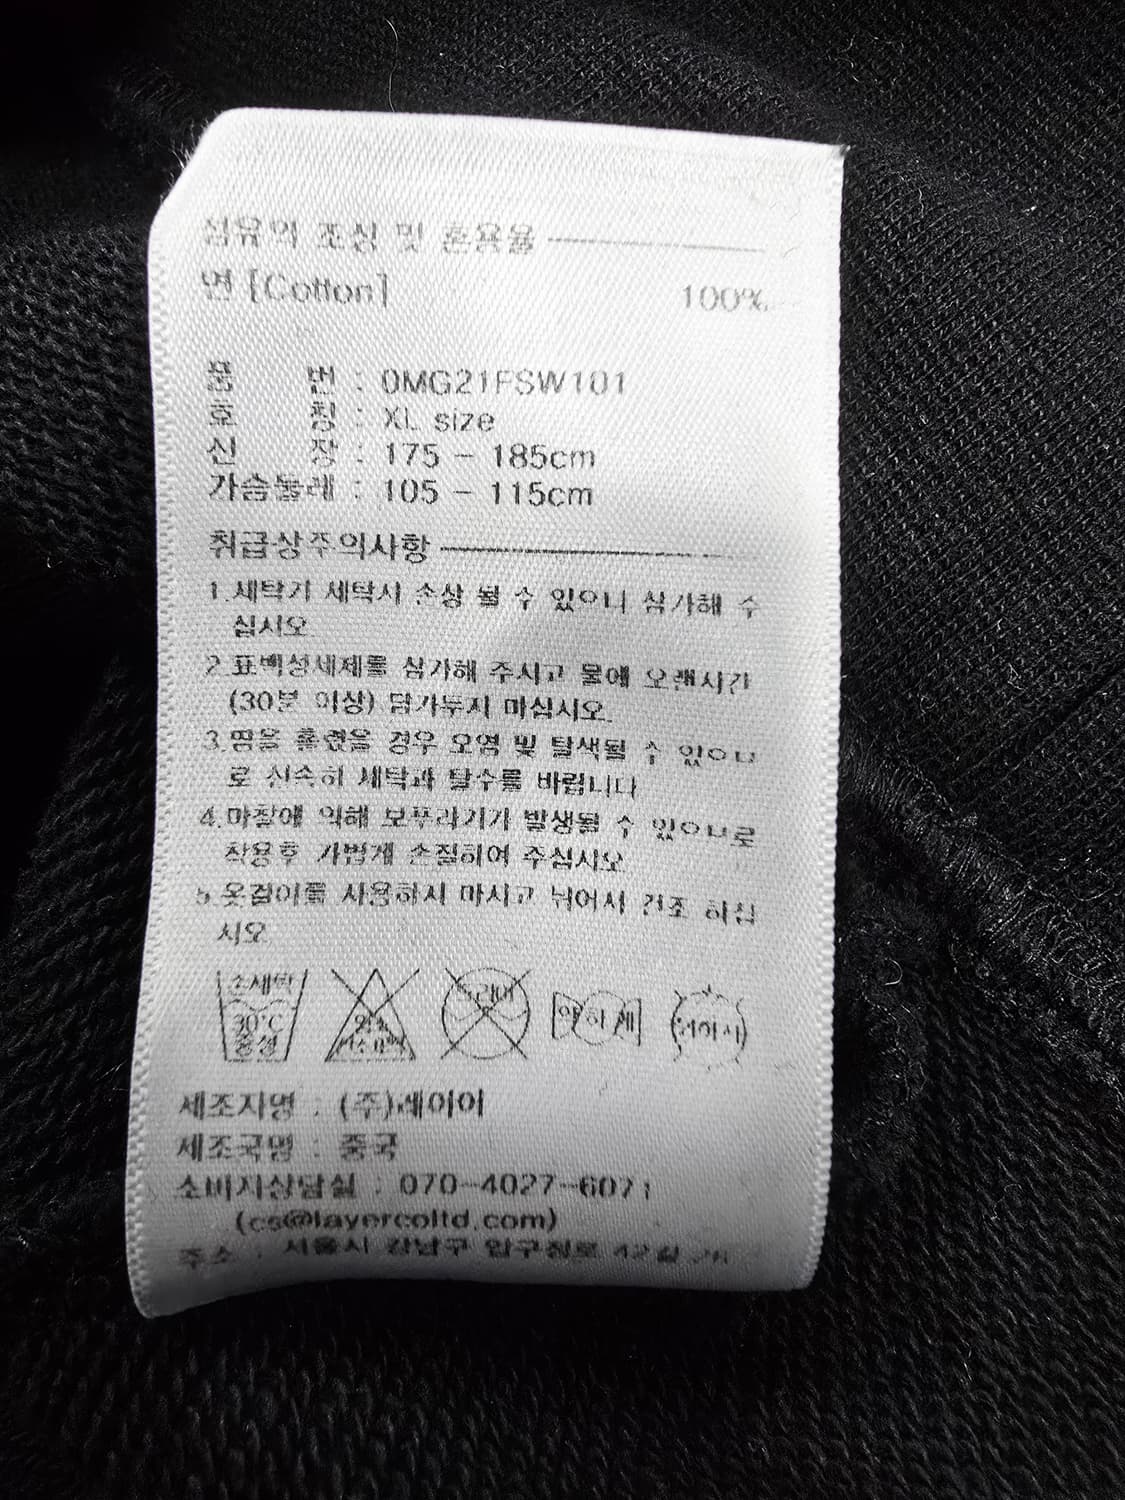 섬유의 조성 및 혼용율
면 [Cotton] 100%
품 번 : 0MG21FSW101
호 칭 : XL size
신 장 : 175 - 185cm
가슴둘레 : 105 - 115cm
취급상주의사항
1.세탁기 세탁시 손상 될 수 있으니 삼가해 주
십시오
2.표백성세제를 삼가해 주시고 물에 오랜시간
(30분 이상) 담가두지 마십시오.
3.땀을 흘렸을 경우 오염 및 탈색될 수 있으므
로 신속히 세탁과 탈수를 바랍니다
4.마찰에 의해 보푸라기가 발생될 수 있으므로
착용후 가볍게 손질하여 주십시오
5.옷걸이를 사용하시 마시고 뉘어서 건조 하십
시오
손세탁 30°C 중성
염소 산소표백
드라이
약하게
뉘어서
제조자명 : (주)레이어
제조국명 : 중국
소비자상담실 : 070-4027-6071
(cs@layercoltd.com)
주소 : 서울시 강남구 압구정로 42길